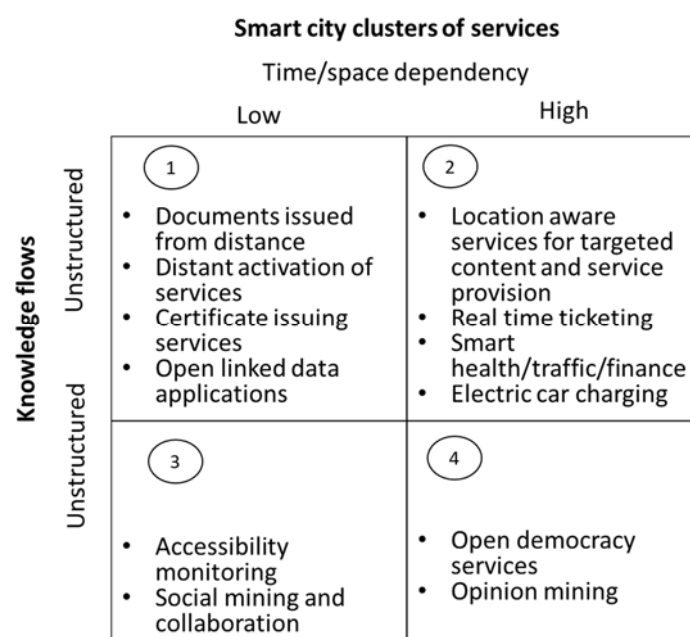 Smart city clusters of services
Time/space dependency
Low
High
Knowledge flows
Unstructured
1
• Documents issued
from distance
• Distant activation of
services
• Certificate issuing
services
• Open linked data
applications
2
• Location aware
services for targeted
content and service
provision
• Real time ticketing
• Smart
health/traffic/finance
• Electric car charging
Unstructured
3
• Accessibility
monitoring
• Social mining and
collaboration
4
• Open democracy
services
• Opinion mining